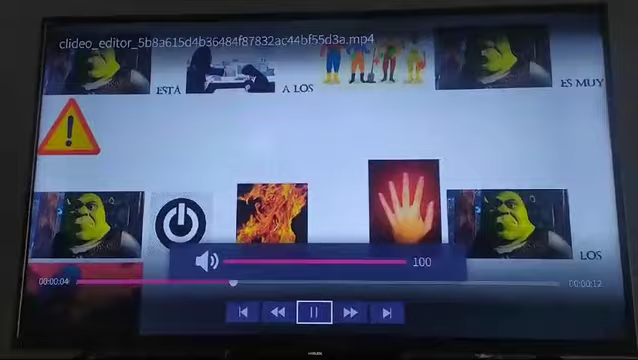 clideo_editor_5b8a615d4b36484f87832ac44bf55d3a.mp4
ESTÁ
A LOS
ES MUY
LOS
100
00:00:04
00:00:12